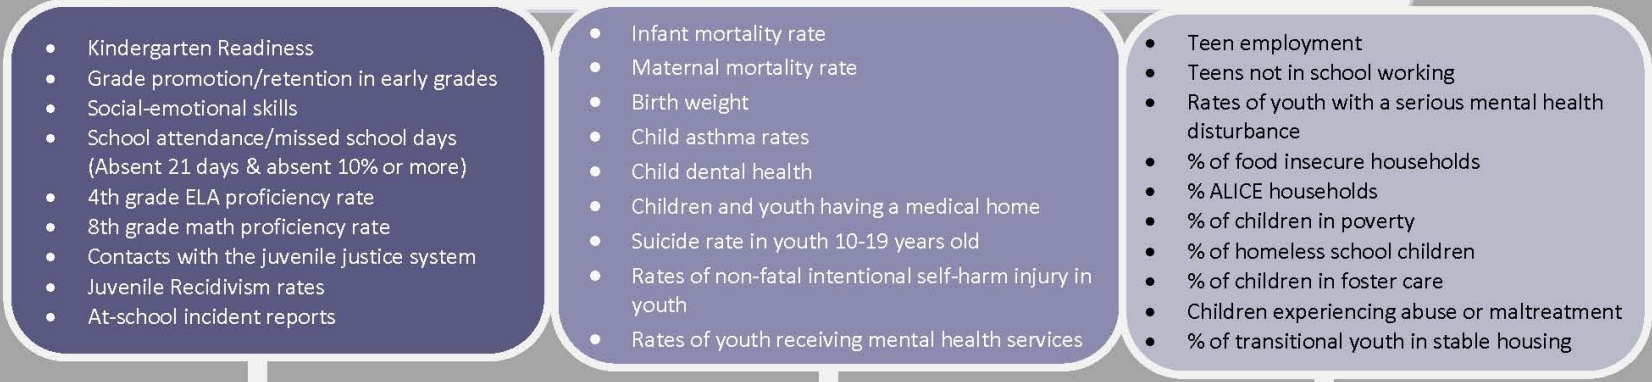 • Kindergarten Readiness
• Grade promotion/retention in early grades
• Social-emotional skills
• School attendance/missed school days
(Absent 21 days & absent 10% or more)
• 4th grade ELA proficiency rate
• 8th grade math proficiency rate
• Contacts with the juvenile justice system
• Juvenile Recidivism rates
• At-school incident reports
• Infant mortality rate
• Maternal mortality rate
• Birth weight
• Child asthma rates
• Child dental health
• Children and youth having a medical home
• Suicide rate in youth 10-19 years old
• Rates of non-fatal intentional self-harm injury in
youth
• Rates of youth receiving mental health services
• Teen employment
• Teens not in school working
• Rates of youth with a serious mental health
disturbance
• % of food insecure households
• % ALICE households
• % of children in poverty
• % of homeless school children
• % of children in foster care
• Children experiencing abuse or maltreatment
• % of transitional youth in stable housing